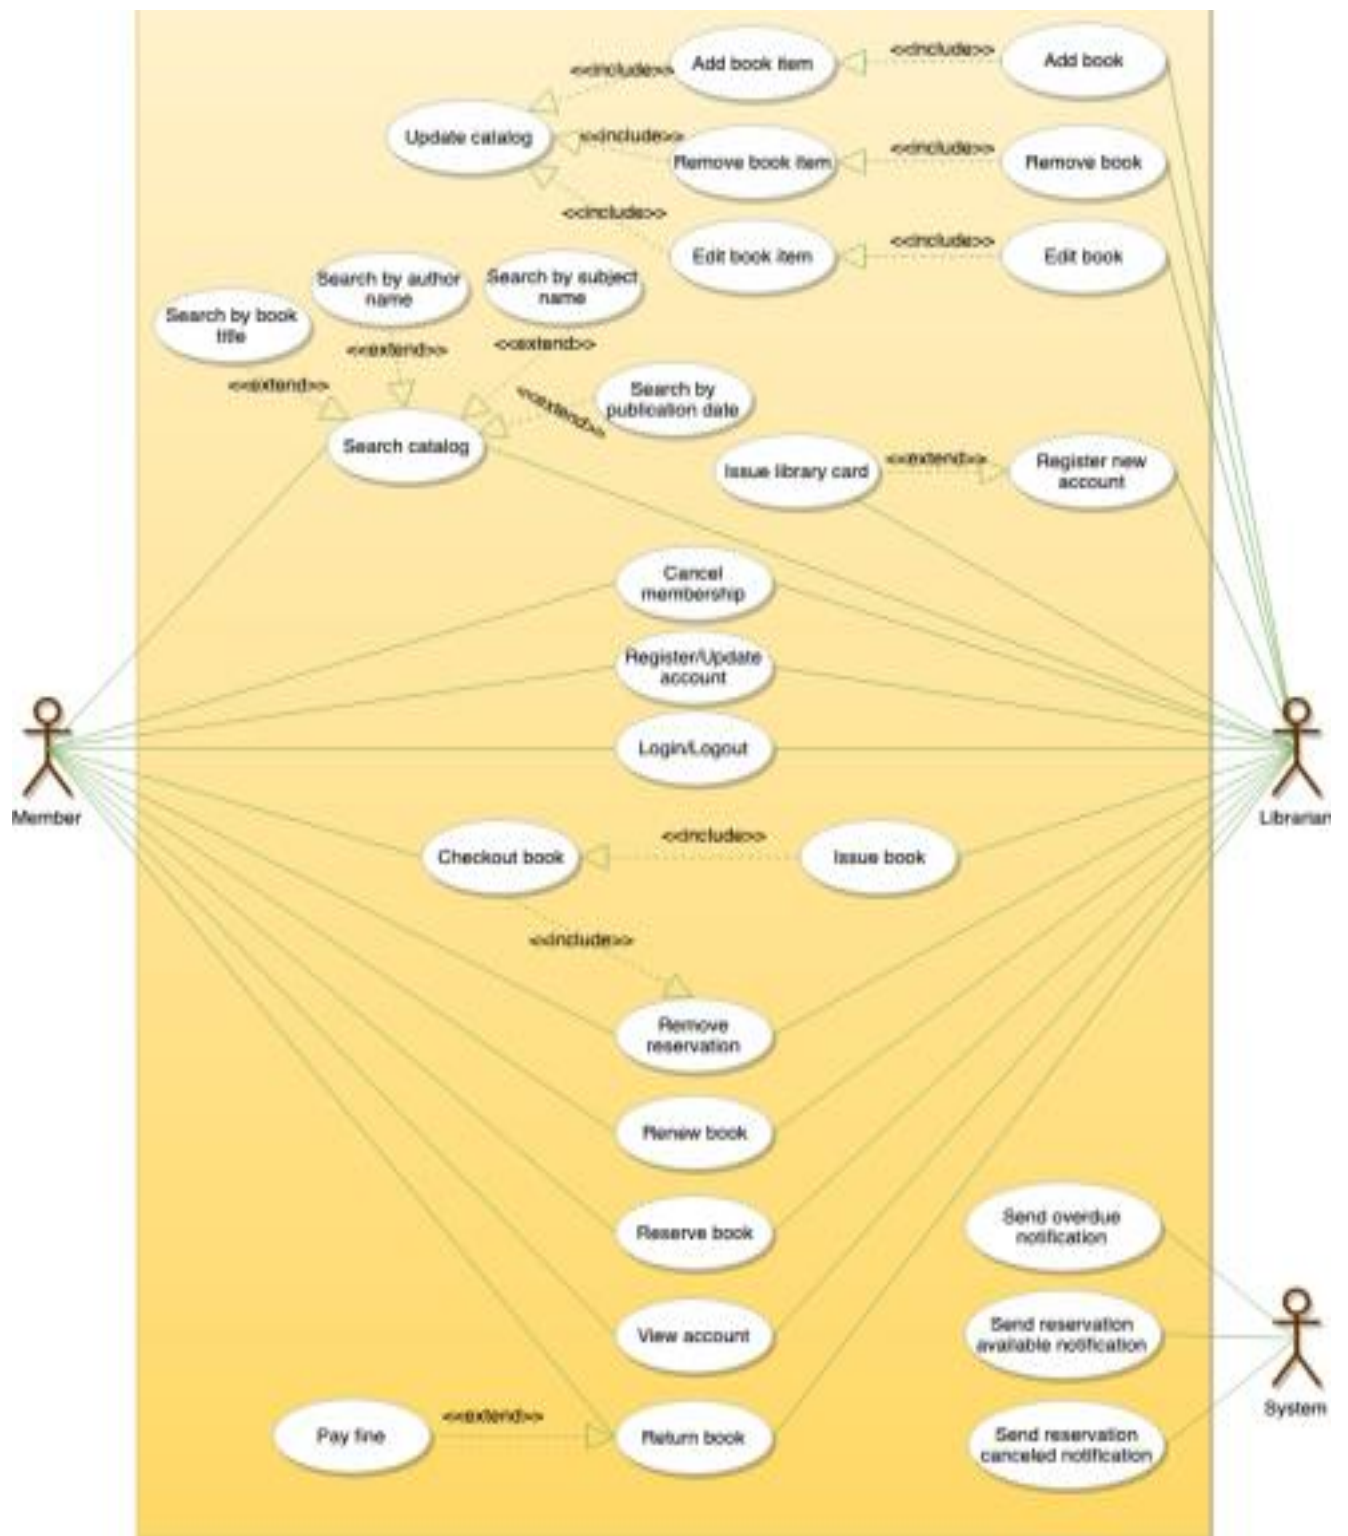 <<include>>
Add book item
Add book
<<include>>
Update catalog
<<include>>
Remove book item
<<include>>
Remove book
<<include>>
Edit book item
<<include>>
Edit book
Search by author
name
Search by subject
name
Search by book
title
<<extend>>
<<extend>>
<<extend>>
<<extend>>
Search by
publication date
Search catalog
Issue library card
<<extend>>
Register new
account
Cancel
membership
Register/Update
account
Login/Logout
Member
Librarian
Checkout book
<<include>>
Issue book
<<include>>
Remove
reservation
Renew book
Reserve book
Send overdue
notification
View account
Send reservation
available notification
System
Pay fine
<<extend>>
Return book
Send reservation
canceled notification